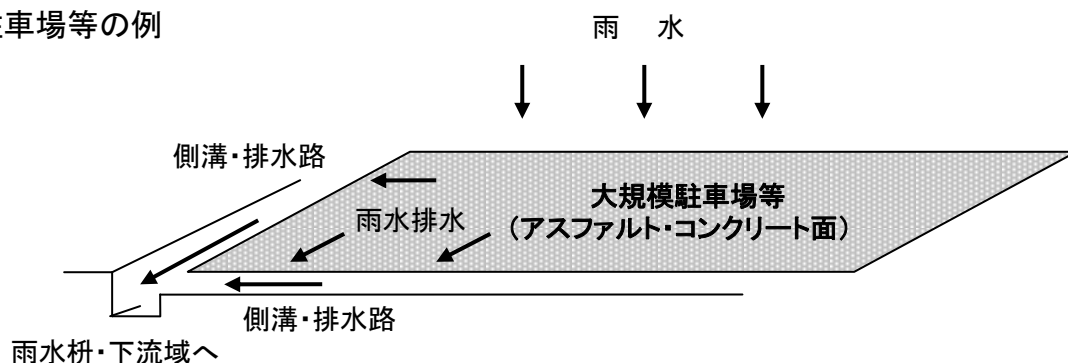 車場等の例
雨 水
側溝・排水路
大規模駐車場等
(アスファルト・コンクリート面)
雨水排水
側溝・排水路
雨水枡・下流域へ